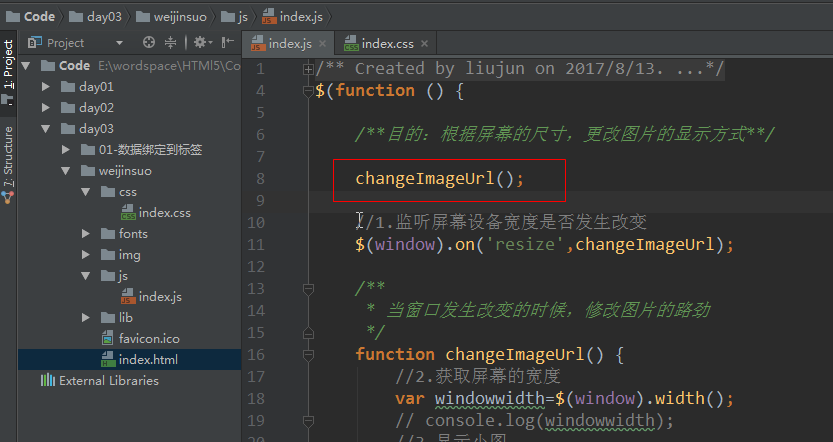 Code day03 weijinsuo js index.js
1: Project
7: Structure
Project
Code E:\wordspace\HTMl5\Co
day01
day02
day03
01-数据绑定到标签
weijinsuo
css
index.css
fonts
img
js
index.js
lib
favicon.ico
index.html
External Libraries
index.js × index.css ×
1 /** Created by liujun on 2017/8/13. ...*/
4 $(function () {
5
6 /**目的: 根据屏幕的尺寸，更改图片的显示方式**/
7
8 changeImageUrl();
9
10 //1.监听屏幕设备宽度是否发生改变
11 $(window).on('resize',changeImageUrl);
12
13 /**
14 * 当窗口发生改变的时候，修改图片的路劲
15 */
16 function changeImageUrl() {
17 //2.获取屏幕的宽度
18 var windowwidth=$(window).width();
19 // console.log(windowwidth);
20 //3.显示小图